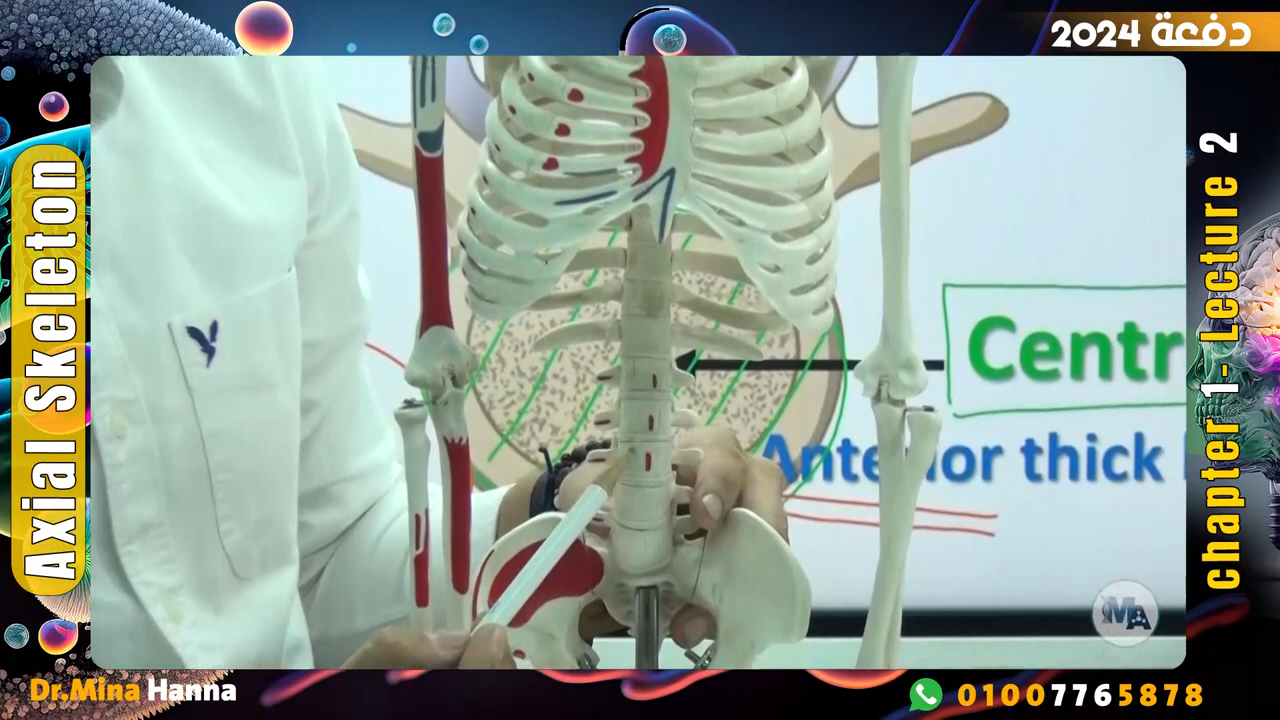 دفعة 2024
Axial Skeleton
chapter 1- Lecture 2
Centr
Anterior thick
MA
Dr.Mina Hanna
01007765878